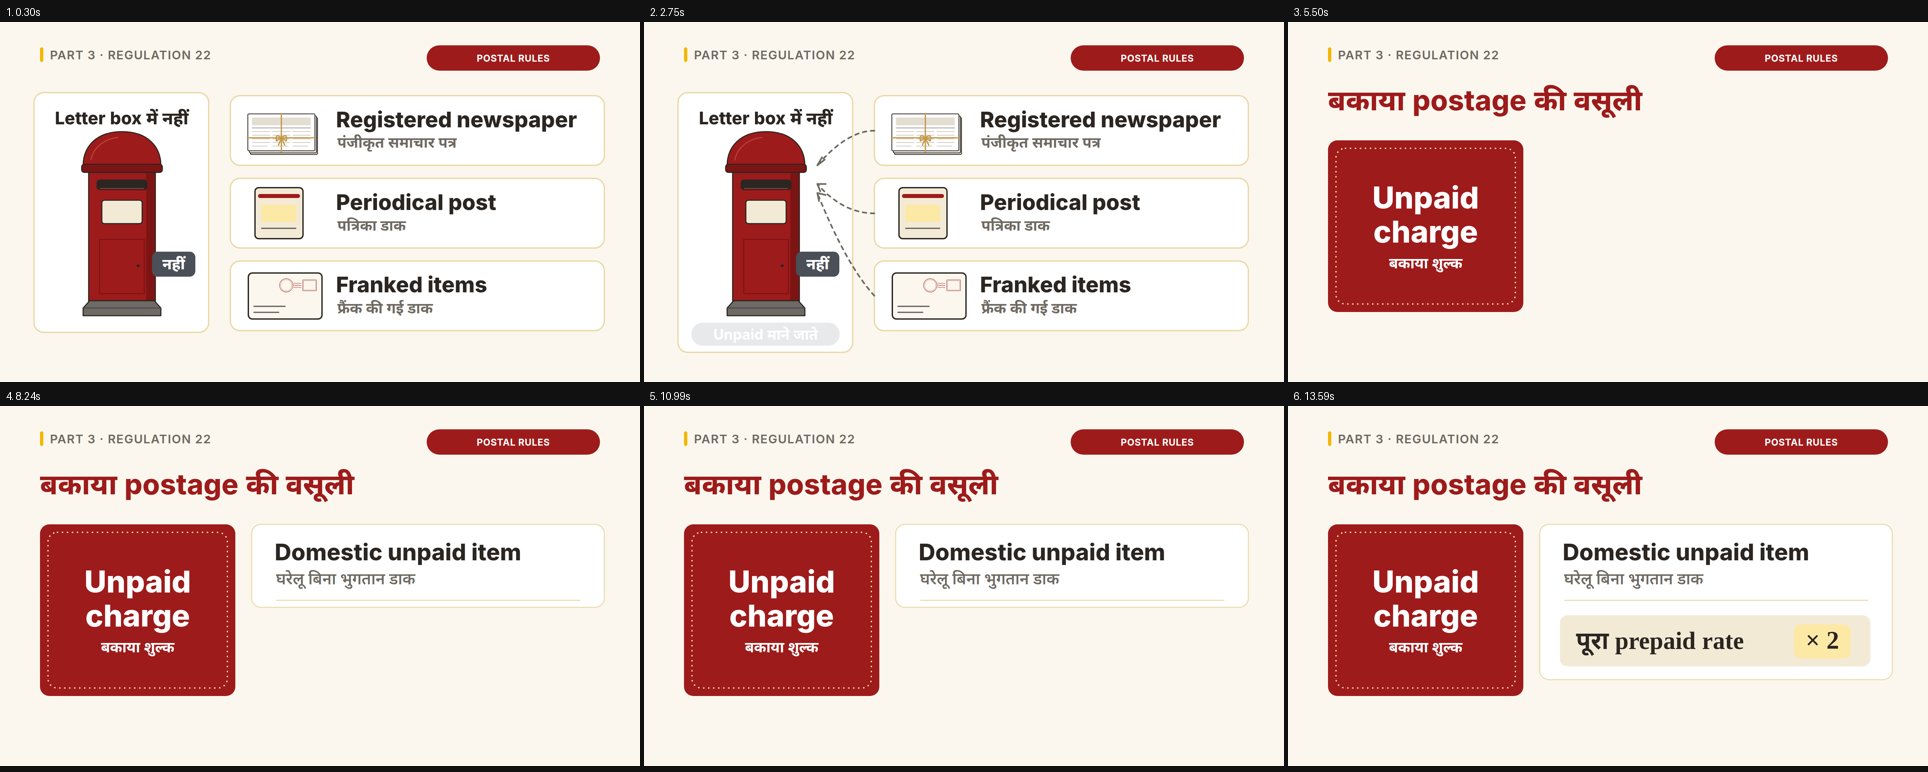 1. 0.30s
PART 3 · REGULATION 22
POSTAL RULES
Letter box में नहीं
नहीं
Registered newspaper
पंजीकृत समाचार पत्र
Periodical post
पत्रिका डाक
Franked items
फ्रैंक की गई डाक
2. 2.75s
PART 3 · REGULATION 22
POSTAL RULES
Letter box में नहीं
नहीं
Unpaid माने जाते
Registered newspaper
पंजीकृत समाचार पत्र
Periodical post
पत्रिका डाक
Franked items
फ्रैंक की गई डाक
3. 5.50s
PART 3 · REGULATION 22
POSTAL RULES
बकाया postage की वसूली
Unpaid
charge
बकाया शुल्क
4. 8.24s
PART 3 · REGULATION 22
POSTAL RULES
बकाया postage की वसूली
Unpaid
charge
बकाया शुल्क
Domestic unpaid item
घरेलू बिना भुगतान डाक
5. 10.99s
PART 3 · REGULATION 22
POSTAL RULES
बकाया postage की वसूली
Unpaid
charge
बकाया शुल्क
Domestic unpaid item
घरेलू बिना भुगतान डाक
6. 13.59s
PART 3 · REGULATION 22
POSTAL RULES
बकाया postage की वसूली
Unpaid
charge
बकाया शुल्क
Domestic unpaid item
घरेलू बिना भुगतान डाक
पूरा prepaid rate × 2